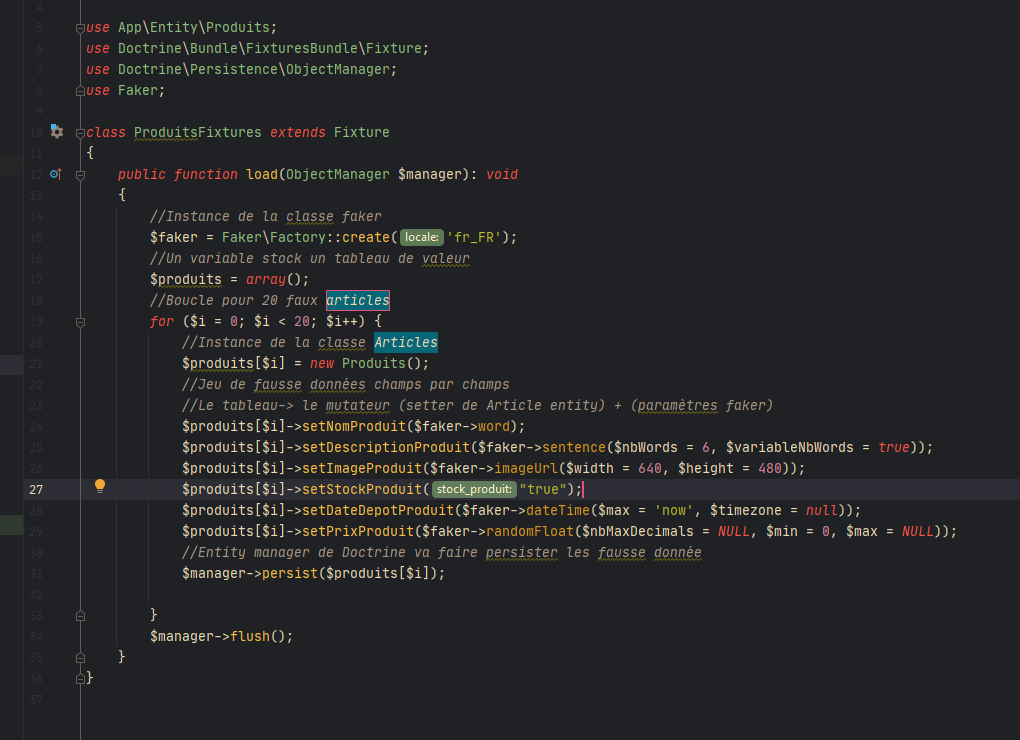 4
5 use App\Entity\Produits;
6 use Doctrine\Bundle\FixturesBundle\Fixture;
7 use Doctrine\Persistence\ObjectManager;
8 use Faker;
9
10 class ProduitsFixtures extends Fixture
11 {
12 public function load(ObjectManager $manager): void
13 {
14 //Instance de la classe faker
15 $faker = Faker\Factory::create( locale: 'fr_FR');
16 //Un variable stock un tableau de valeur
17 $produits = array();
18 //Boucle pour 20 faux articles
19 for ($i = 0; $i < 20; $i++) {
20 //Instance de la classe Articles
21 $produits[$i] = new Produits();
22 //Jeu de fausse données champs par champs
23 //Le tableau-> le mutateur (setter de Article entity) + (paramètres faker)
24 $produits[$i]->setNomProduit($faker->word);
25 $produits[$i]->setDescriptionProduit($faker->sentence($nbWords = 6, $variableNbWords = true));
26 $produits[$i]->setImageProduit($faker->imageUrl($width = 640, $height = 480));
27 $produits[$i]->setStockProduit( stock_produit: "true");
28 $produits[$i]->setDateDepotProduit($faker->dateTime($max = 'now', $timezone = null));
29 $produits[$i]->setPrixProduit($faker->randomFloat($nbMaxDecimals = NULL, $min = 0, $max = NULL));
30 //Entity manager de Doctrine va faire persister les fausse donnée
31 $manager->persist($produits[$i]);
32
33 }
34 $manager->flush();
35 }
36 }
37